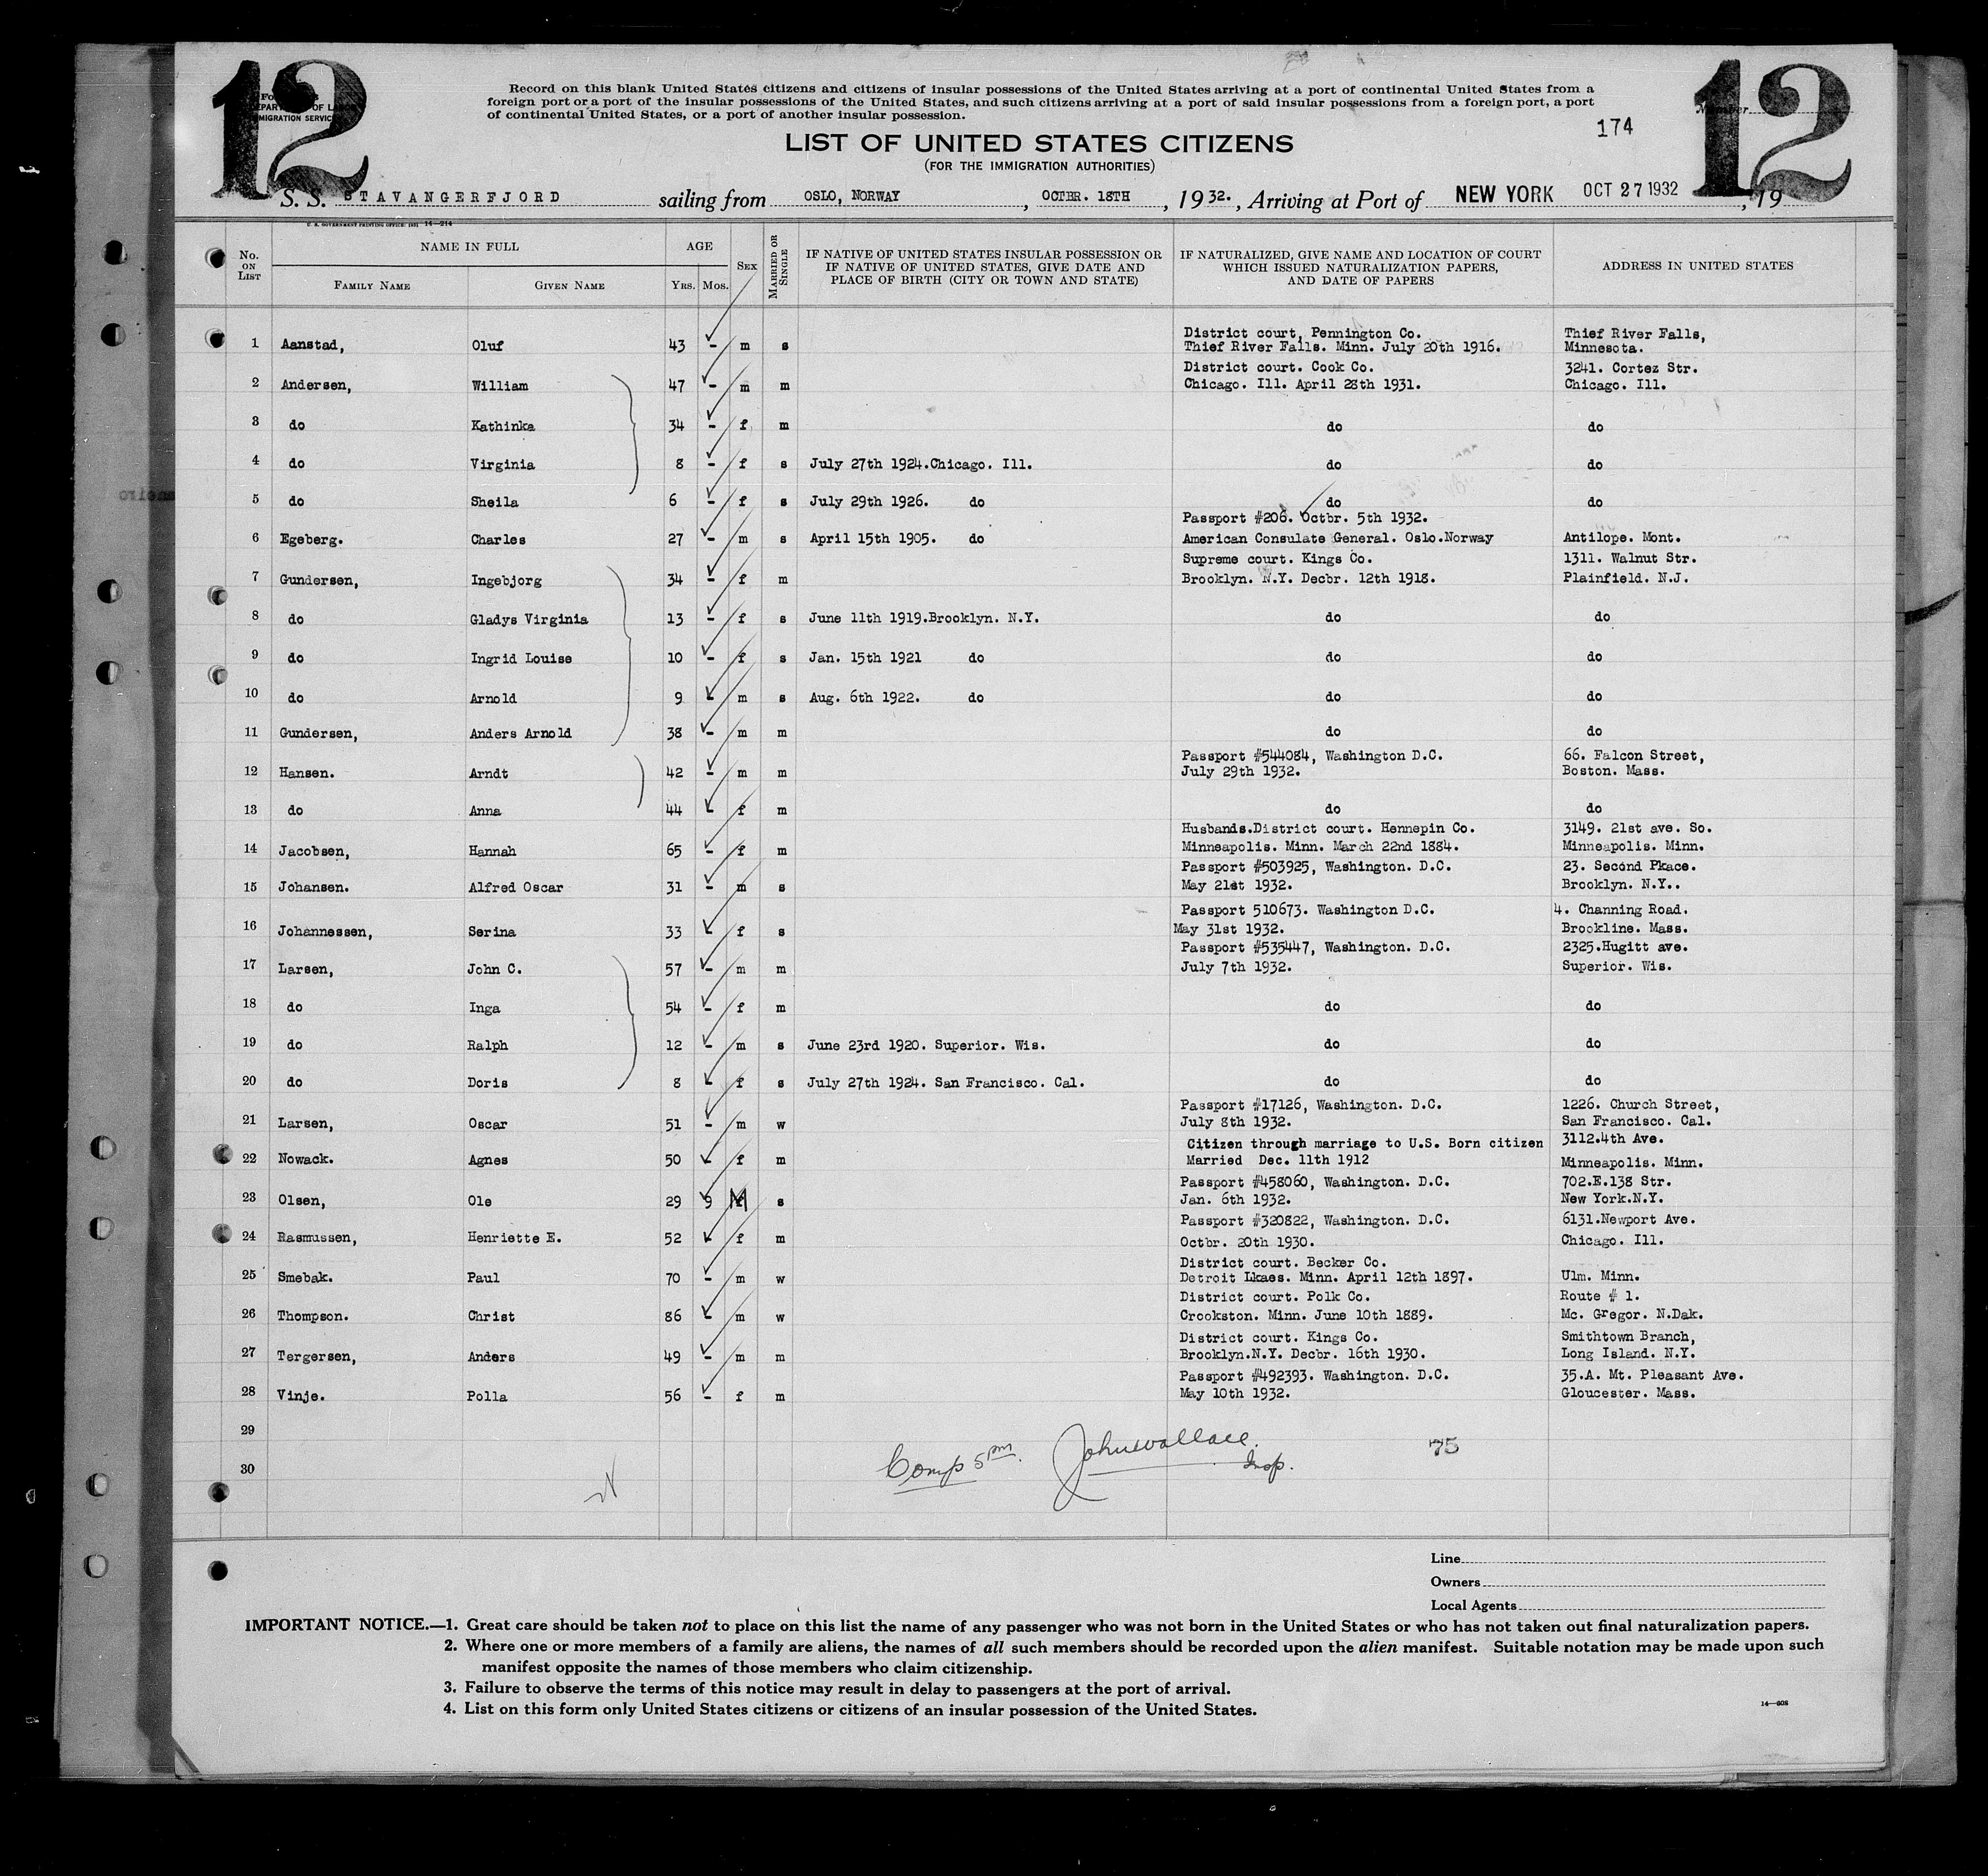 12
12
Record on this blank United States citizens and citizens of insular possessions of the United States arriving at a port of continental United States from a
foreign port or a port of the insular possessions of the United States, and such citizens arriving at a port of said insular possessions from a foreign port, a port
of continental United States, or a port of another insular possession.
Number
174
LIST OF UNITED STATES CITIZENS
(FOR THE IMMIGRATION AUTHORITIES)
S. S. STAVANGERFJORD sailing from OSLO, NORWAY, OCTBR. 18TH, 1932., Arriving at Port of NEW YORK OCT 27 1932, 19
U. S. GOVERNMENT PRINTING OFFICE: 1931 14—214
No. ON LIST NAME IN FULL AGE SEX MARRIED OR SINGLE IF NATIVE OF UNITED STATES INSULAR POSSESSION OR IF NATIVE OF UNITED STATES, GIVE DATE AND PLACE OF BIRTH (CITY OR TOWN AND STATE) IF NATURALIZED, GIVE NAME AND LOCATION OF COURT WHICH ISSUED NATURALIZATION PAPERS, AND DATE OF PAPERS ADDRESS IN UNITED STATES
FAMILY NAME GIVEN NAME YRS. MOS.
District court, Pennington Co. Thief River Falls,
1 Aanstad, Oluf 43 - m s Thief River Falls. Minn. July 20th 1916. Minnesota.
District court. Cook Co. 3241. Cortez Str.
2 Andersen, William 47 - m m Chicago. Ill. April 28th 1931. Chicago. Ill.
3 do Kathinka 34 - f m do do
4 do Virginia 8 - f s July 27th 1924.Chicago. Ill. do do
5 do Sheila 6 - f s July 29th 1926. do do do
Passport #206. Octbr. 5th 1932.
6 Egeberg. Charles 27 - m s April 15th 1905. do American Consulate General. Oslo.Norway Antilope. Mont.
Supreme court. Kings Co. 1311. Walnut Str.
7 Gundersen, Ingebjorg 34 - f m Brooklyn. N.Y. Decbr. 12th 1918. Plainfield. N.J.
8 do Gladys Virginia 13 - f s June 11th 1919.Brooklyn. N.Y. do do
9 do Ingrid Louise 10 - f s Jan. 15th 1921 do do do
10 do Arnold 9 - m s Aug. 6th 1922. do do do
11 Gundersen, Anders Arnold 38 - m m do do
Passport #544084, Washington D.C. 66. Falcon Street,
12 Hansen. Arndt 42 - m m July 29th 1932. Boston. Mass.
13 do Anna 44 - f m do do
Husbands.District court. Hennepin Co. 3149. 21st ave. So.
14 Jacobsen, Hannah 65 - f m Minneapolis. Minn. March 22nd 1884. Minneapolis. Minn.
Passport #503925, Washington. D.C. 23. Second Pkace.
15 Johansen. Alfred Oscar 31 - m s May 21st 1932. Brooklyn. N.Y..
Passport 510673. Washington D.C. 4. Channing Road.
16 Johannessen, Serina 33 - f s May 31st 1932. Brookline. Mass.
Passport #535447, Washington. D.C. 2325.Hugitt ave.
17 Larsen, John C. 57 - m m July 7th 1932. Superior. Wis.
18 do Inga 54 - f m do do
19 do Ralph 12 - m s June 23rd 1920. Superior. Wis. do do
20 do Doris 8 - f s July 27th 1924. San Francisco. Cal. do do
Passport #17126, Washington. D.C. 1226. Church Street,
21 Larsen, Oscar 51 - m w July 8th 1932. San Francisco. Cal.
Citizen through marriage to U.S. Born citizen 3112.4th Ave.
22 Nowack. Agnes 50 - f m Married Dec. 11th 1912 Minneapolis. Minn.
Passport #458060, Washington. D.C. 702.E.138 Str.
23 Olsen, Ole 29 9 M s Jan. 6th 1932. New York.N.Y.
Passport #320822, Washington. D.C. 6131.Newport Ave.
24 Rasmussen, Henriette E. 52 - f m Octbr. 20th 1930. Chicago. Ill.
District court. Becker Co.
25 Smebak. Paul 70 - m w Detroit Lkaes. Minn. April 12th 1897. Ulm. Minn.
District court. Polk Co. Route # 1.
26 Thompson. Christ 86 - m w Crookston. Minn. June 10th 1889. Mc. Gregor. N.Dak.
District court. Kings Co. Smithtown Branch,
27 Tergersen, Anders 49 - m m Brooklyn.N.Y. Decbr. 16th 1930. Long Island. N.Y.
Passport #492393. Washington. D.C. 35.A. Mt. Pleasant Ave.
28 Vinje. Polla 56 - f m May 10th 1932. Gloucester. Mass.
29
30
Comp 5 pm. John Wallace. Insp. 75
Line
Owners
Local Agents
IMPORTANT NOTICE.—1. Great care should be taken not to place on this list the name of any passenger who was not born in the United States or who has not taken out final naturalization papers.
2. Where one or more members of a family are aliens, the names of all such members should be recorded upon the alien manifest. Suitable notation may be made upon such
manifest opposite the names of those members who claim citizenship.
3. Failure to observe the terms of this notice may result in delay to passengers at the port of arrival.
4. List on this form only United States citizens or citizens of an insular possession of the United States.
14—608